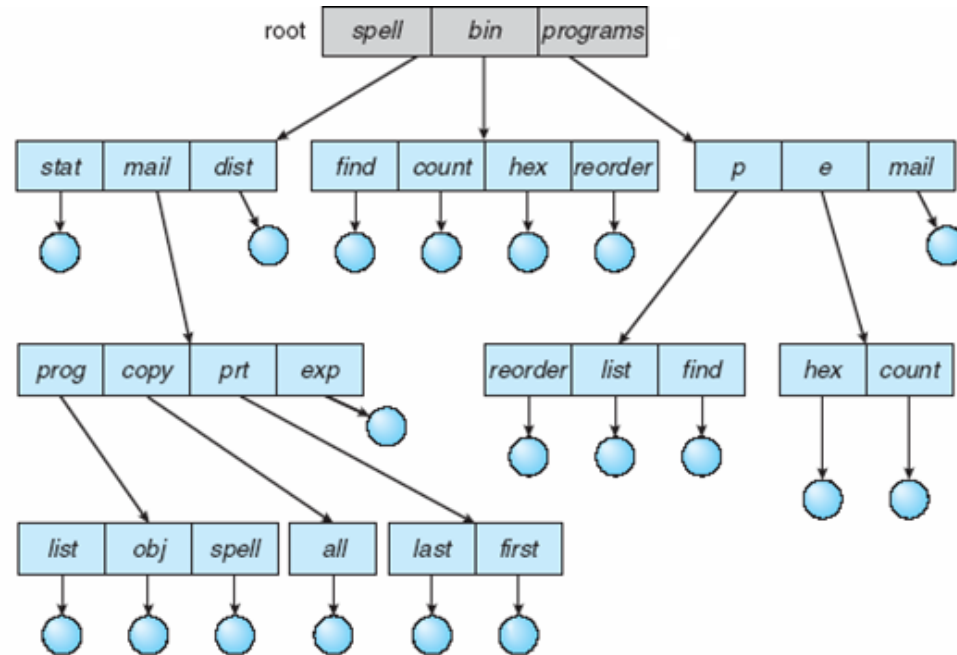 root spell bin programs
stat mail dist find count hex reorder p e mail
prog copy prt exp reorder list find hex count
list obj spell all last first